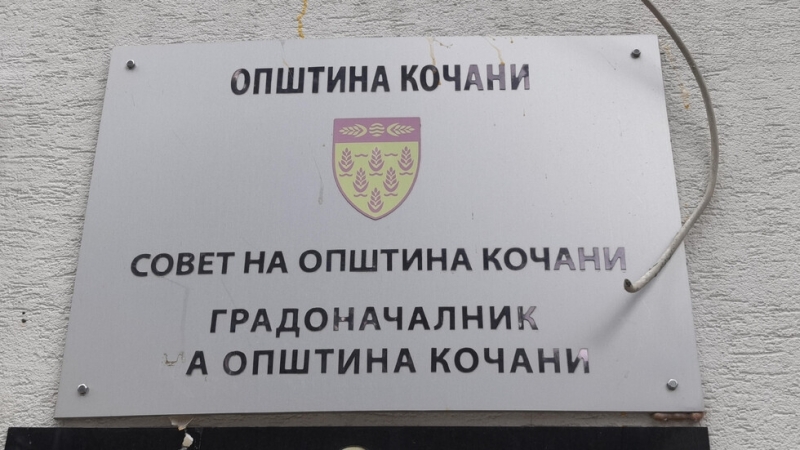 ОПШТИНА КОЧАНИ
СОВЕТ НА ОПШТИНА КОЧАНИ
ГРАДОНАЧАЛНИК
А ОПШТИНА КОЧАНИ